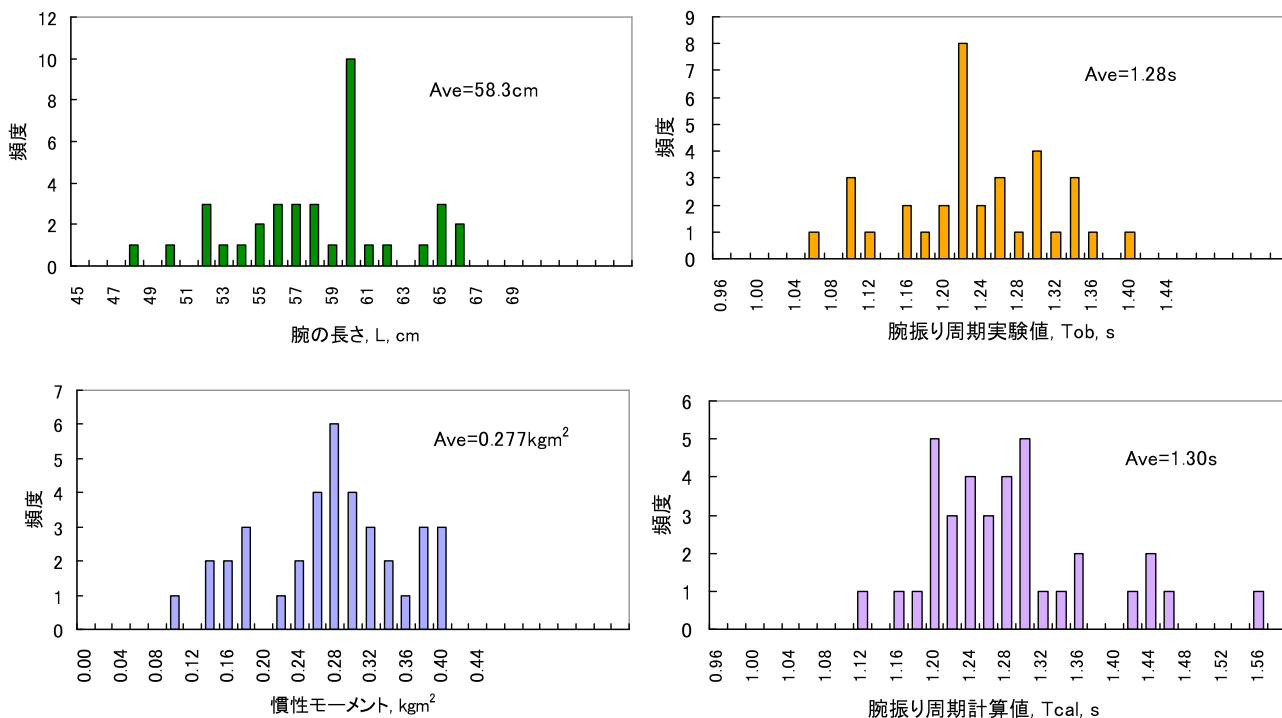 12
10
8
6
4
2
0
頻度
Ave=58.3cm
45 47 49 51 53 55 57 59 61 63 65 67 69
腕の長さ, L, cm
9
8
7
6
5
4
3
2
1
0
頻度
Ave=1.28s
0.96 1.00 1.04 1.08 1.12 1.16 1.20 1.24 1.28 1.32 1.36 1.40 1.44
腕振り周期実験値, Tob, s
7
6
5
4
3
2
1
0
頻度
Ave=0.277kgm²
0.00 0.04 0.08 0.12 0.16 0.20 0.24 0.28 0.32 0.36 0.40 0.44
慣性モーメント, kgm²
6
5
4
3
2
1
0
頻度
Ave=1.30s
0.96 1.00 1.04 1.08 1.12 1.16 1.20 1.24 1.28 1.32 1.36 1.40 1.44 1.48 1.52 1.56
腕振り周期計算値, Tcal, s